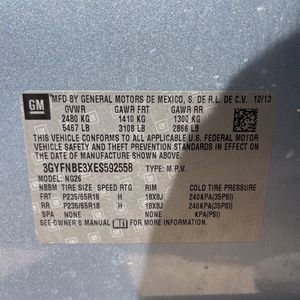 GM
MFD BY GENERAL MOTORS DE MEXICO, S. DE R.L. DE C.V. 12/13
GVWR GAWR FRT GAWR RR
2480 KG 1410 KG 1300 KG
5467 LB 3108 LB 2866 LB
THIS VEHICLE CONFORMS TO ALL APPLICABLE U.S. FEDERAL MOTOR
VEHICLE SAFETY STANDARDS IN EFFECT ON THE DATE OF
MANUFACTURE SHOWN ABOVE.
3GYFNBE3XES592558 TYPE: M.P.V.
MODEL: NG26
NBBM TIRE SIZE SPEED RTG RIM COLD TIRE PRESSURE
FRT P235/65R18 H 18X8J 240KPA(35PSI)
RR P235/65R18 H 18X8J 240KPA(35PSI)
SPA NONE NONE KPA(PSI)
SEE OWNER'S MANUAL FOR MORE INFORMATION.